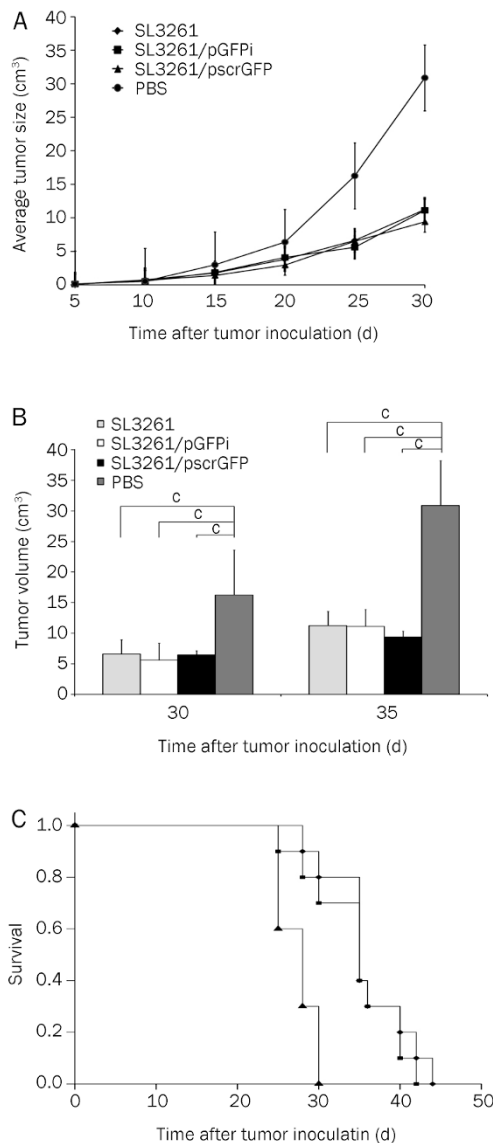 A
SL3261
SL3261/pGFPi
SL3261/pscrGFP
PBS
Average tumor size (cm³)
40
35
30
25
20
15
10
5
0
5 10 15 20 25 30
Time after tumor inoculation (d)
B
SL3261
SL3261/pGFPi
SL3261/pscrGFP
PBS
Tumor volume (cm³)
40
35
30
25
20
15
10
5
0
c
c
c
c
c
c
30 35
Time after tumor inoculation (d)
C
Survival
1.0
0.8
0.6
0.4
0.2
0.0
0 10 20 30 40 50
Time after tumor inoculatin (d)